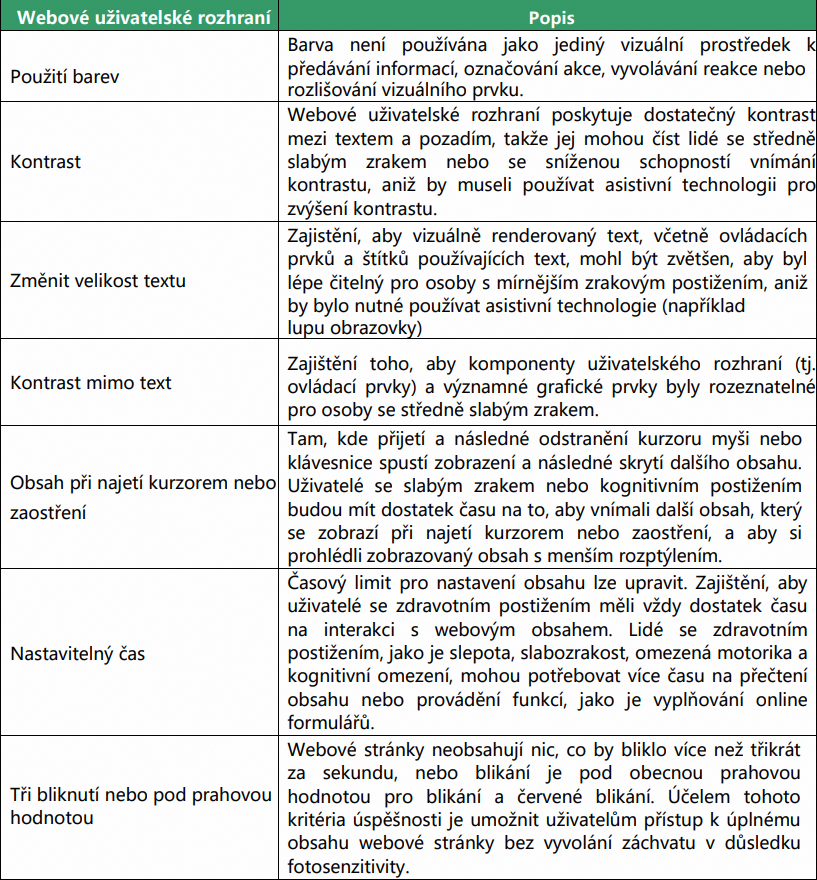 Webové uživatelské rozhraní
Popis
Použití barev
Barva není používána jako jediný vizuální prostředek k
předávání informací, označování akce, vyvolávání reakce nebo
rozlišování vizuálního prvku.
Kontrast
Webové uživatelské rozhraní poskytuje dostatečný kontrast
mezi textem a pozadím, takže jej mohou číst lidé se středně
slabým zrakem nebo se sníženou schopností vnímání
kontrastu, aniž by museli používat asistivní technologii pro
zvýšení kontrastu.
Změnit velikost textu
Zajistění, aby vizuálně renderovaný text, včetně ovládacích
prvků a štítků používajících text, mohl být zvětšen, aby byl
lépe čitelný pro osoby s mírnějším zrakovým postižením, aniž
by bylo nutné používat asistivní technologie (například
lupu obrazovky)
Kontrast mimo text
Zajištění toho, aby komponenty uživatelského rozhraní (tj.
ovládací prvky) a významné grafické prvky byly rozeznatelné
pro osoby se středně slabým zrakem.
Obsah při najetí kurzorem nebo
zaostření
Tam, kde přijetí a následné odstranění kurzoru myši nebo
klávesnice spustí zobrazení a následné skrytí dalšího obsahu.
Uživatelé se slabým zrakem nebo kognitivním postižením
budou mít dostatek času na to, aby vnímali další obsah, který
se zobrazí při najetí kurzorem nebo zaostření, a aby si
prohlédli zobrazovaný obsah s menším rozptýlením.
Nastavitelný čas
Časový limit pro nastavení obsahu lze upravit. Zajištění, aby
uživatelé se zdravotním postižením měli vždy dostatek času
na interakci s webovým obsahem. Lidé se zdravotním
postižením, jako je slepota, slabozrakost, omezená motorika a
kognitivní omezení, mohou potřebovat více času na přečtení
obsahu nebo provádění funkcí, jako je vyplňování online
formulářů.
Tři bliknutí nebo pod prahovou
hodnotou
Webové stránky neobsahují nic, co by bliklo více než třikrát
za sekundu, nebo blikání je pod obecnou prahovou
hodnotou pro blikání a červené blikání. Účelem tohoto
kritéria úspěšnosti je umožnit uživatelům přístup k úplnému
obsahu webové stránky bez vyvolání záchvatu v důsledku
fotosenzitivity.